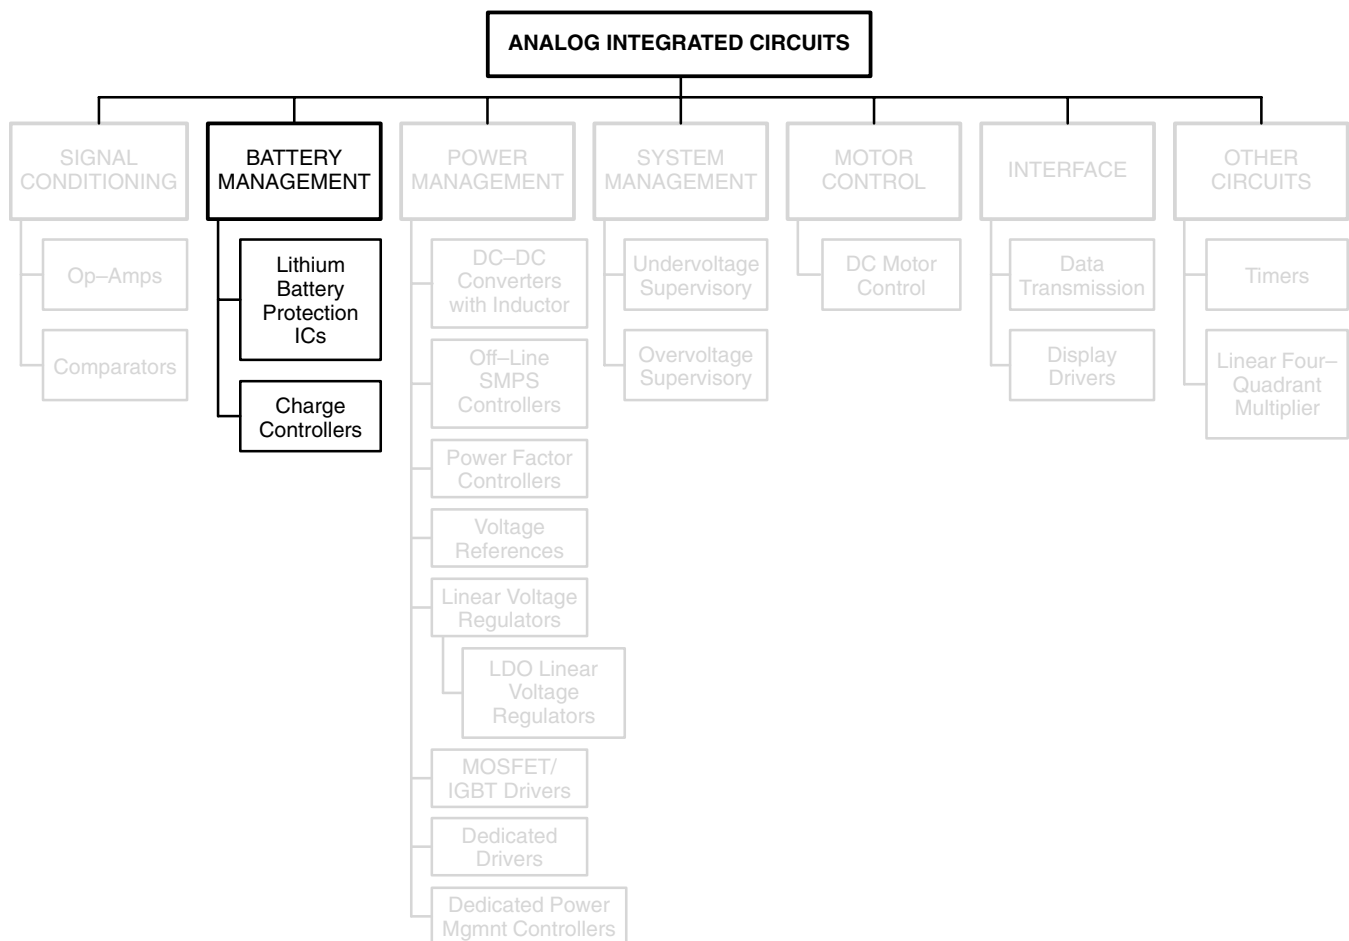 ANALOG INTEGRATED CIRCUITS
SIGNAL
CONDITIONING
Op–Amps
Comparators
BATTERY
MANAGEMENT
Lithium
Battery
Protection
ICs
Charge
Controllers
POWER
MANAGEMENT
DC–DC
Converters
with Inductor
Off–Line
SMPS
Controllers
Power Factor
Controllers
Voltage
References
Linear Voltage
Regulators
LDO Linear
Voltage
Regulators
MOSFET/
IGBT Drivers
Dedicated
Drivers
Dedicated Power
Mgmnt Controllers
SYSTEM
MANAGEMENT
Undervoltage
Supervisory
Overvoltage
Supervisory
MOTOR
CONTROL
DC Motor
Control
INTERFACE
Data
Transmission
Display
Drivers
OTHER
CIRCUITS
Timers
Linear Four–
Quadrant
Multiplier